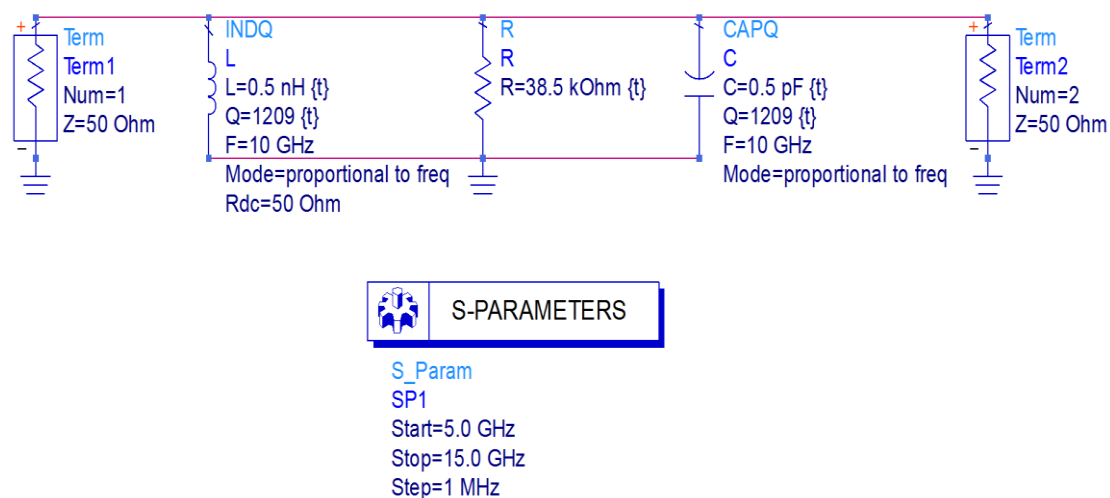 +
Term
Term1
Num=1
Z=50 Ohm
-
INDQ
L
L=0.5 nH {t}
Q=1209 {t}
F=10 GHz
Mode=proportional to freq
Rdc=50 Ohm
R
R
R=38.5 kOhm {t}
CAPQ
C
C=0.5 pF {t}
Q=1209 {t}
F=10 GHz
Mode=proportional to freq
+
Term
Term2
Num=2
Z=50 Ohm
-
S-PARAMETERS
S_Param
SP1
Start=5.0 GHz
Stop=15.0 GHz
Step=1 MHz